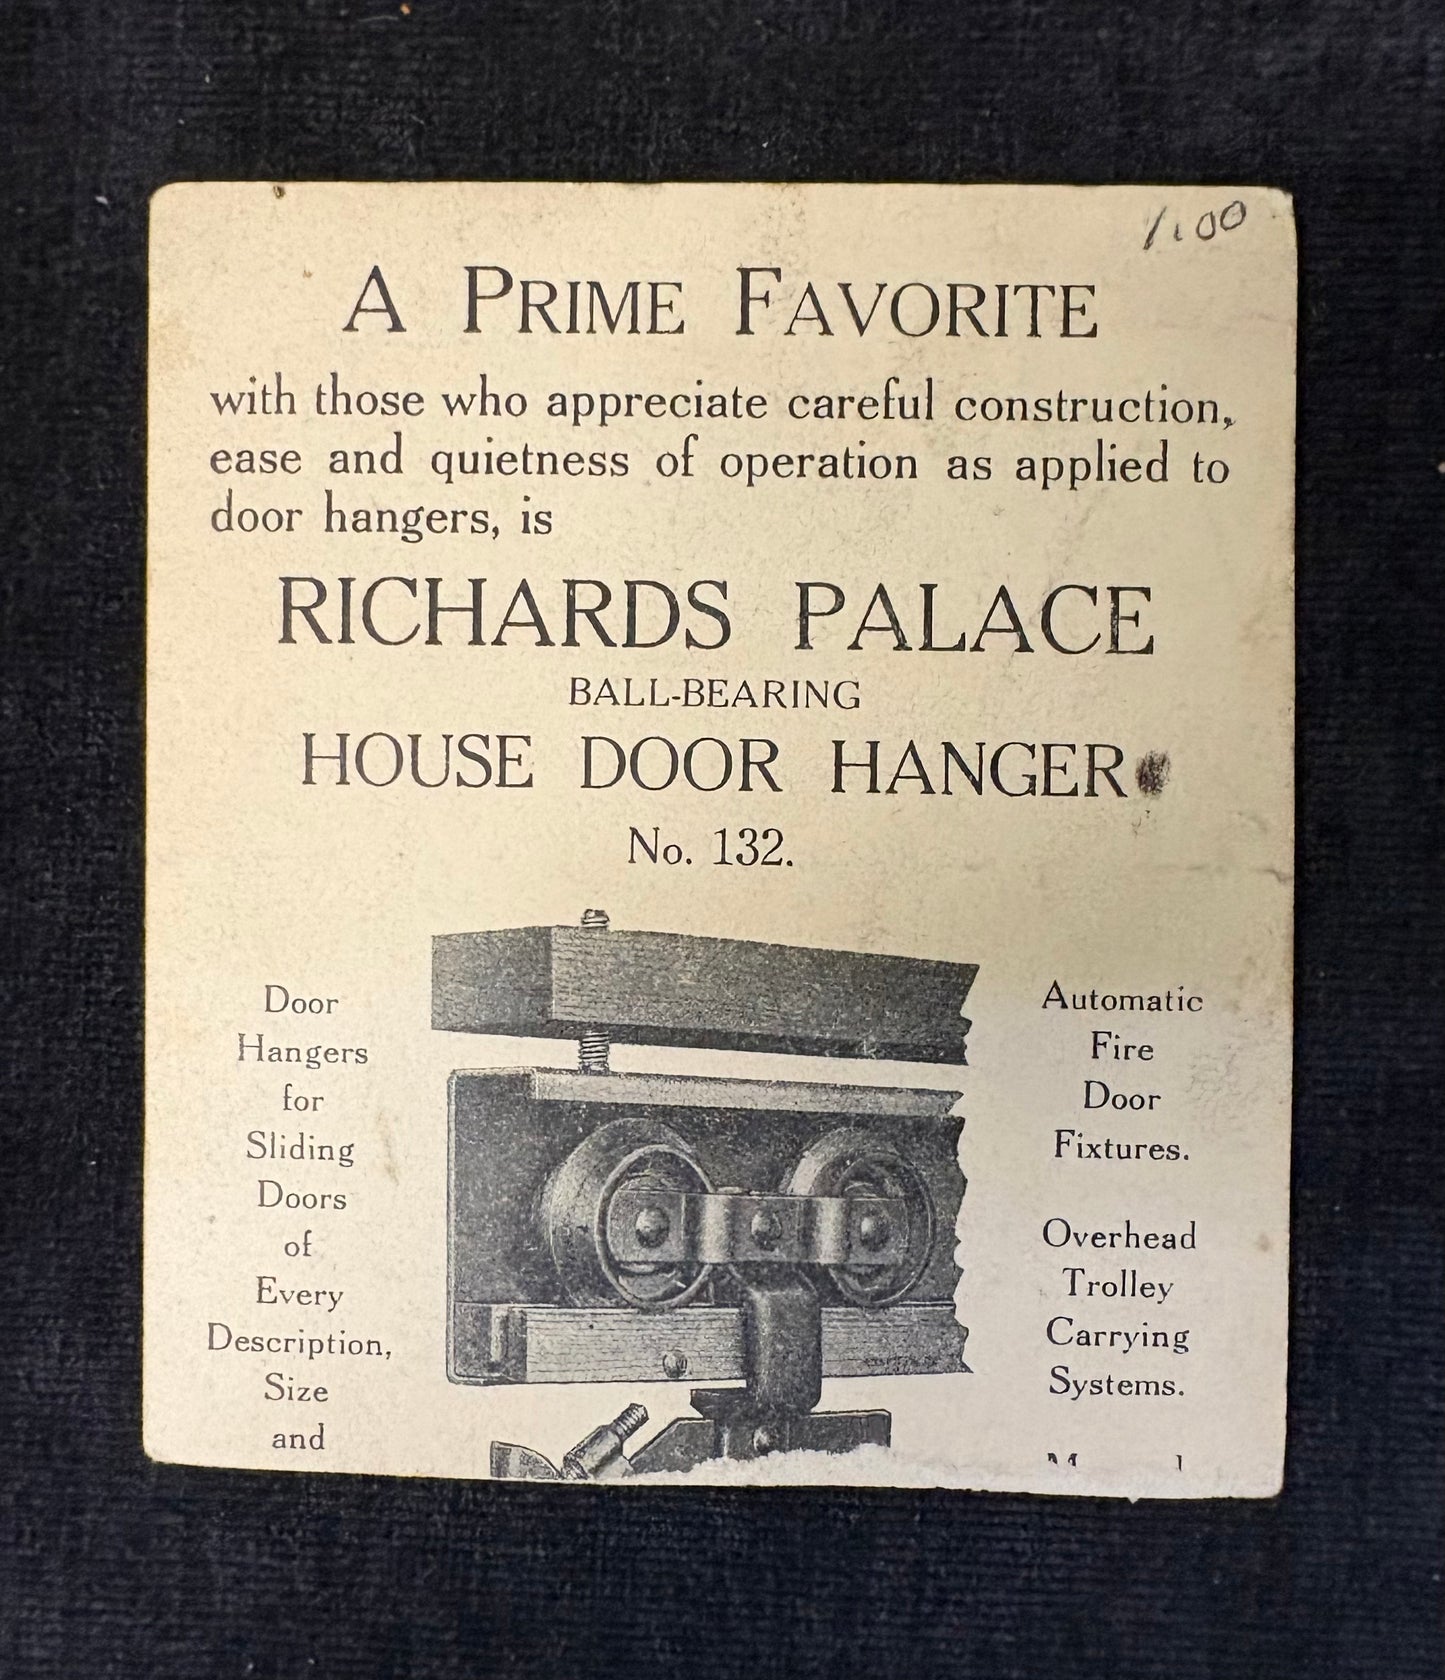 1.00
A PRIME FAVORITE
with those who appreciate careful construction,
ease and quietness of operation as applied to
door hangers, is
RICHARDS PALACE
BALL-BEARING
HOUSE DOOR HANGER
No. 132.
Door
Hangers
for
Sliding
Doors
of
Every
Description,
Size
and
Automatic
Fire
Door
Fixtures.
Overhead
Trolley
Carrying
Systems.